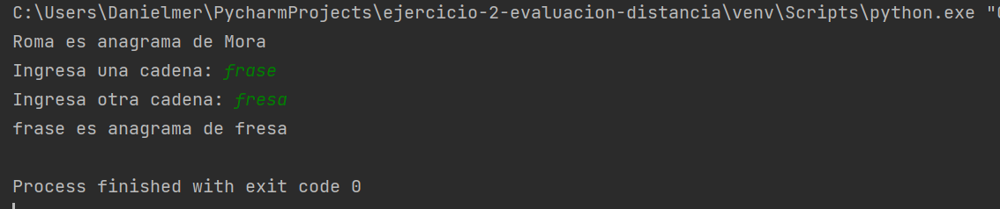 C:\Users\Danielmer\PycharmProjects\ejercicio-2-evaluacion-distancia\venv\Scripts\python.exe "
Roma es anagrama de Mora
Ingresa una cadena: frase
Ingresa otra cadena: fresa
frase es anagrama de fresa
Process finished with exit code 0